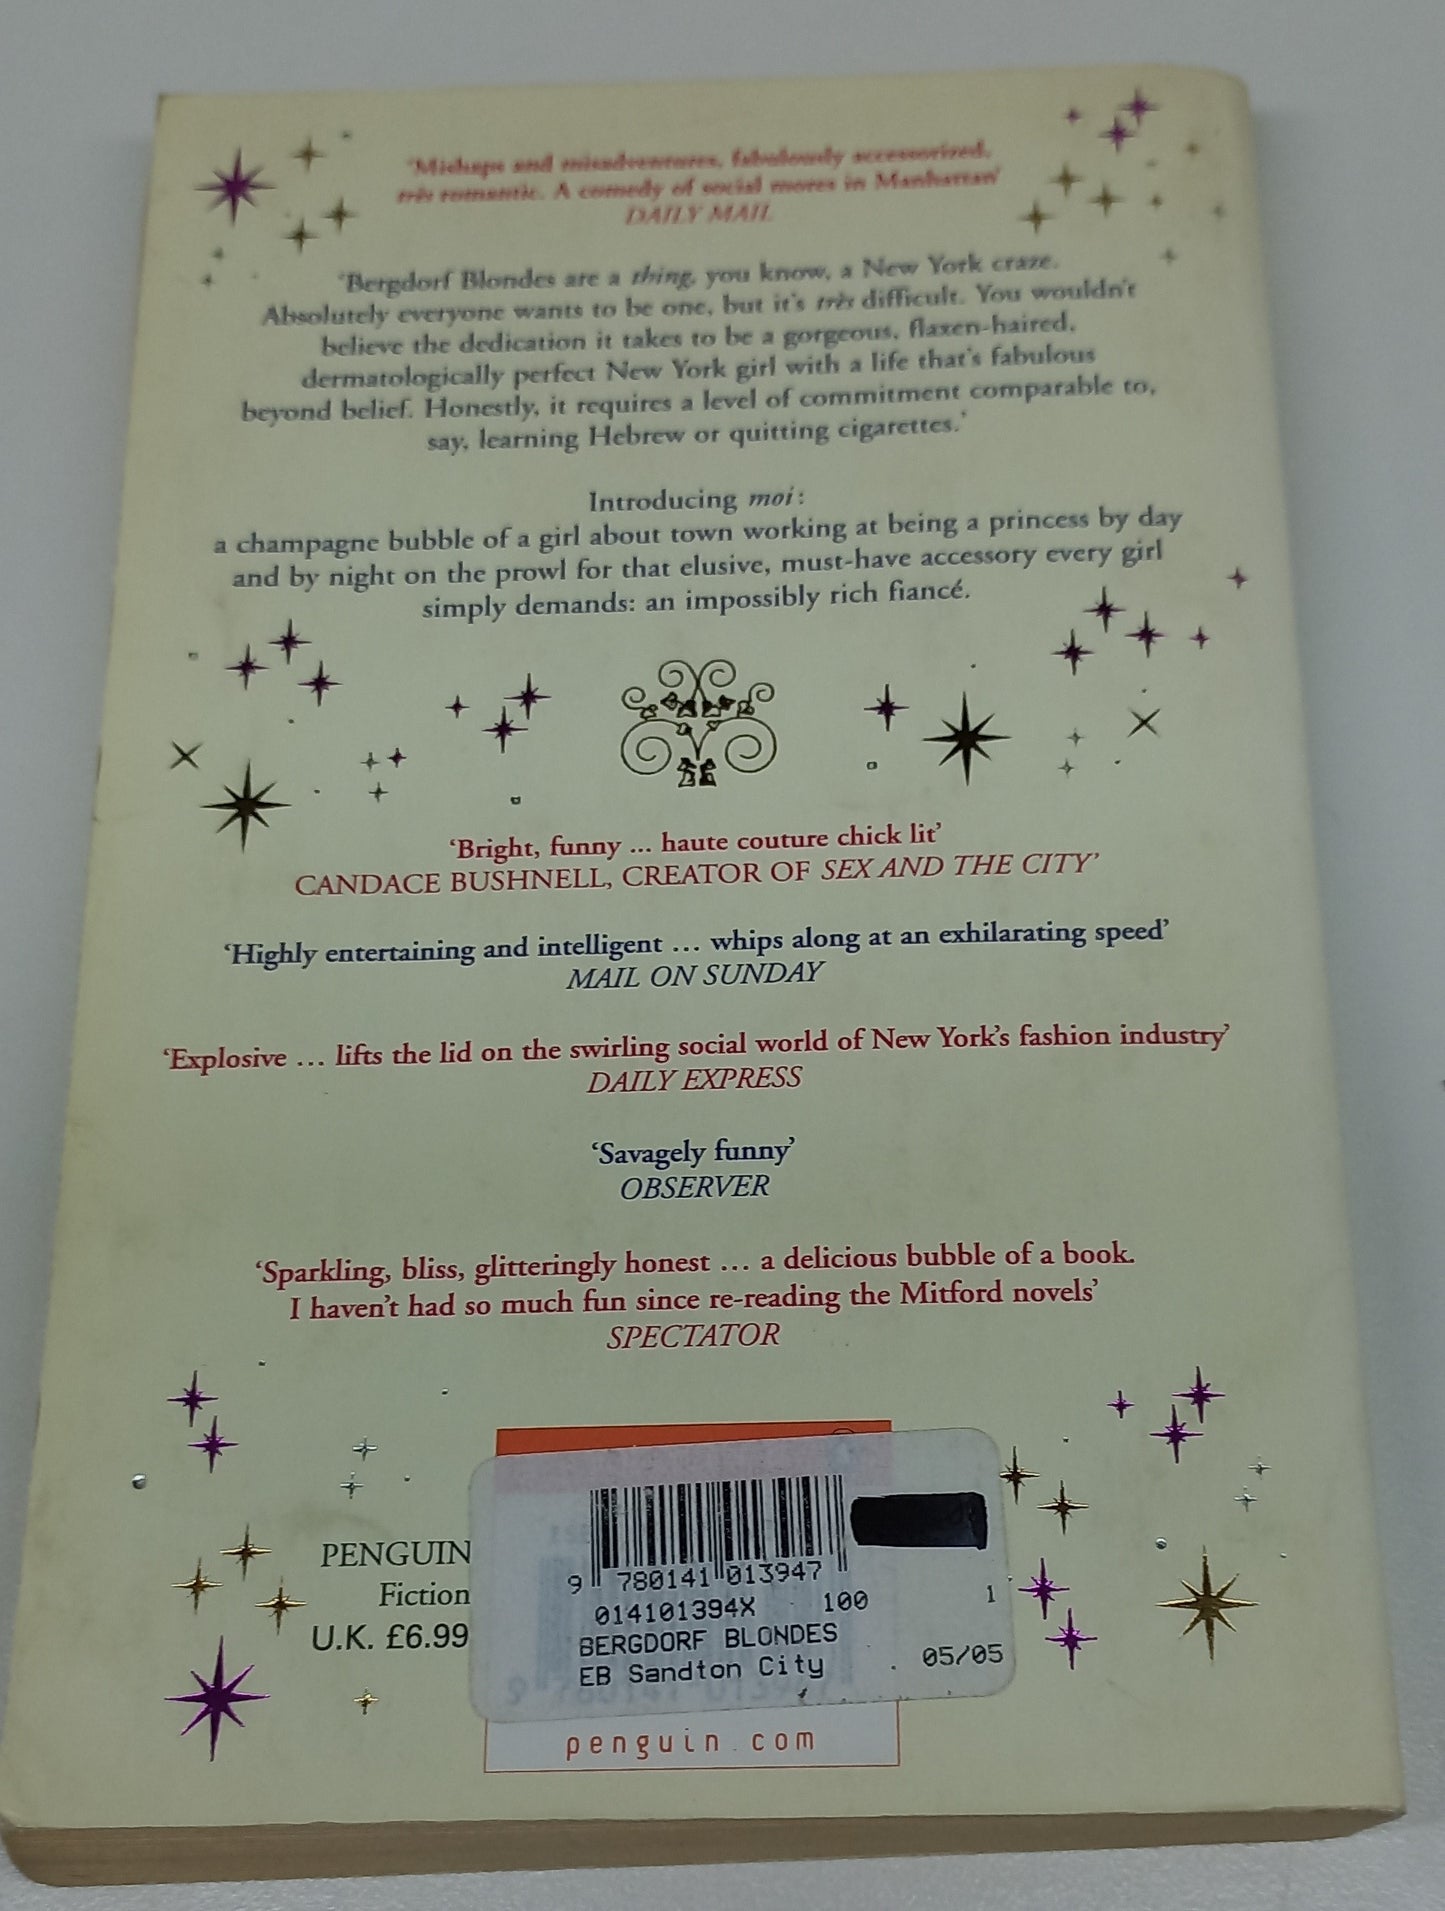 'Mishaps and misadventures, fabulously accessorized,
très romantic. A comedy of social mores in Manhattan'
DAILY MAIL
'Bergdorf Blondes are a thing, you know, a New York craze.
Absolutely everyone wants to be one, but it's très difficult. You wouldn't
believe the dedication it takes to be a gorgeous, flaxen-haired,
dermatologically perfect New York girl with a life that's fabulous
beyond belief. Honestly, it requires a level of commitment comparable to,
say, learning Hebrew or quitting cigarettes.'
Introducing moi:
a champagne bubble of a girl about town working at being a princess by day
and by night on the prowl for that elusive, must-have accessory every girl
simply demands: an impossibly rich fiancé.
'Bright, funny ... haute couture chick lit'
CANDACE BUSHNELL, CREATOR OF SEX AND THE CITY'
'Highly entertaining and intelligent ... whips along at an exhilarating speed'
MAIL ON SUNDAY
'Explosive ... lifts the lid on the swirling social world of New York's fashion industry'
DAILY EXPRESS
'Savagely funny'
OBSERVER
'Sparkling, bliss, glitteringly honest ... a delicious bubble of a book.
I haven't had so much fun since re-reading the Mitford novels'
SPECTATOR
PENGUIN
Fiction
U.K. £6.99
9 780141 013947
014101394X 100 1
BERGDORF BLONDES
EB Sandton City 05/05
penguin.com